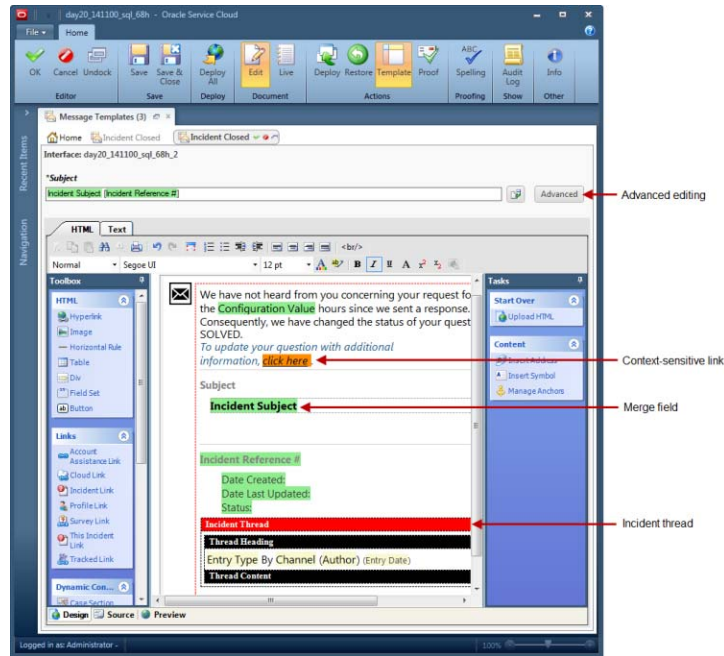 day20_141100_sql_68h - Oracle Service Cloud
File Home
OK Cancel Undock Save Save & Close Deploy All Edit Live Deploy Restore Template Proof ABC Spelling Audit Log Info
Editor Save Deploy Document Actions Proofing Show Other
Message Templates (3)
Home Incident Closed Incident Closed
Interface: day20_141100_sql_68h_2
Recent Items
Navigation
*Subject
Incident Subject [Incident Reference #]
Advanced
Advanced editing
HTML Text
<br/>
Normal Segoe UI 12 pt A B I U A x² x₂
Toolbox
HTML
Hyperlink
Image
Horizontal Rule
Table
Div
Field Set
Button
Links
Account
Assistance Link
Cloud Link
Incident Link
Profile Link
Survey Link
This Incident
Link
Tracked Link
Dynamic Con...
Case Section
We have not heard from you concerning your request fo
the Configuration Value hours since we sent a response.
Consequently, we have changed the status of your quest
SOLVED.
To update your question with additional
information, click here .
Subject
Incident Subject
Incident Reference #
Date Created:
Date Last Updated:
Status:
Incident Thread
Thread Heading
Entry Type By Channel (Author) (Entry Date)
Thread Content
Tasks
Start Over
Upload HTML
Content
Insert Address
Insert Symbol
Manage Anchors
Context-sensitive link
Merge field
Incident thread
Design Source Preview
Logged in as: Administrator
100%